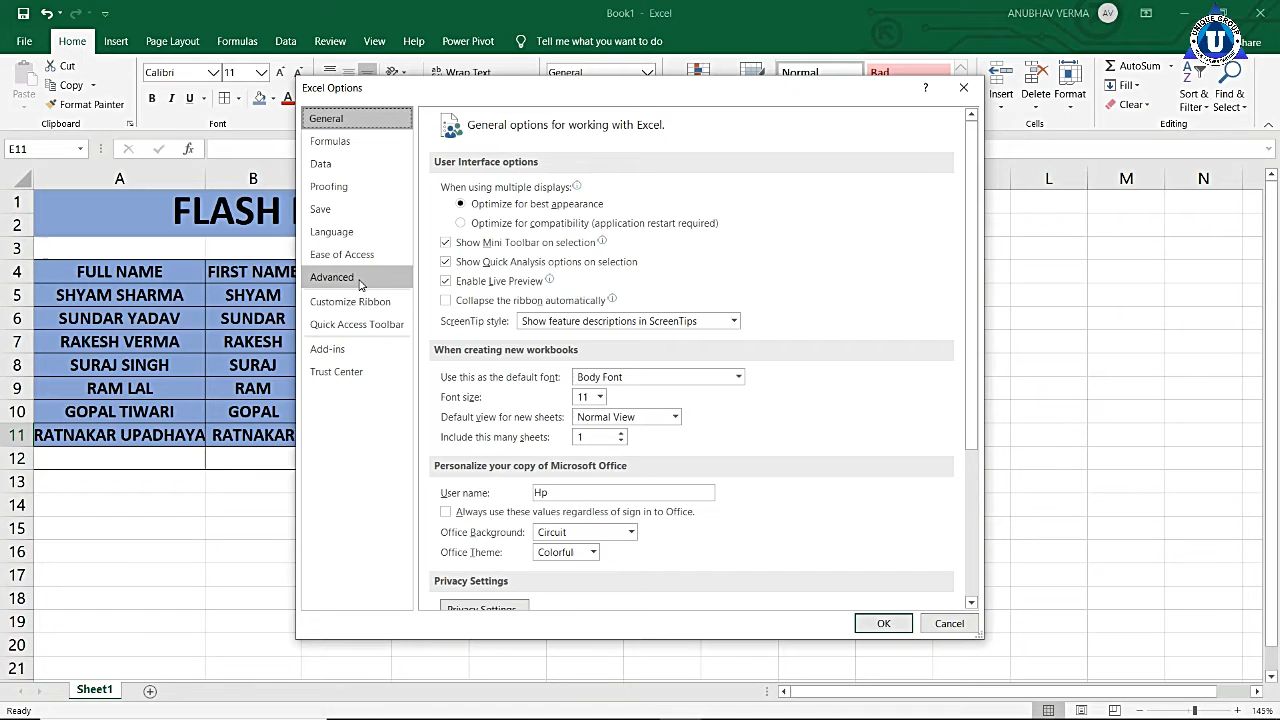 Book1 - Excel
ANUBHAV VERMA AV
File Home Insert Page Layout Formulas Data Review View Help Power Pivot Tell me what you want to do Share
Cut
Copy
Format Painter
Paste
Clipboard
Calibri 11
B I U
Font
Wrap Text
General
Normal Bad
Insert Delete Format
Cells
AutoSum
Fill
Clear
Sort & Filter
Find & Select
Editing
U
E11
fx
A B L M N
1 2 3 4 5 6 7 8 9 10 11 12 13 14 15 16 17 18 19 20 21
FLASH
FULL NAME FIRST NAME
SHYAM SHARMA SHYAM
SUNDAR YADAV SUNDAR
RAKESH VERMA RAKESH
SURAJ SINGH SURAJ
RAM LAL RAM
GOPAL TIWARI GOPAL
RATNAKAR UPADHAYA RATNAKAR
Excel Options
General
Formulas
Data
Proofing
Save
Language
Ease of Access
Advanced
Customize Ribbon
Quick Access Toolbar
Add-ins
Trust Center
General options for working with Excel.
User Interface options
When using multiple displays:
Optimize for best appearance
Optimize for compatibility (application restart required)
Show Mini Toolbar on selection
Show Quick Analysis options on selection
Enable Live Preview
Collapse the ribbon automatically
ScreenTip style: Show feature descriptions in ScreenTips
When creating new workbooks
Use this as the default font: Body Font
Font size: 11
Default view for new sheets: Normal View
Include this many sheets: 1
Personalize your copy of Microsoft Office
User name: Hp
Always use these values regardless of sign in to Office.
Office Background: Circuit
Office Theme: Colorful
Privacy Settings
Privacy Settings...
OK Cancel
Sheet1
Ready
145%